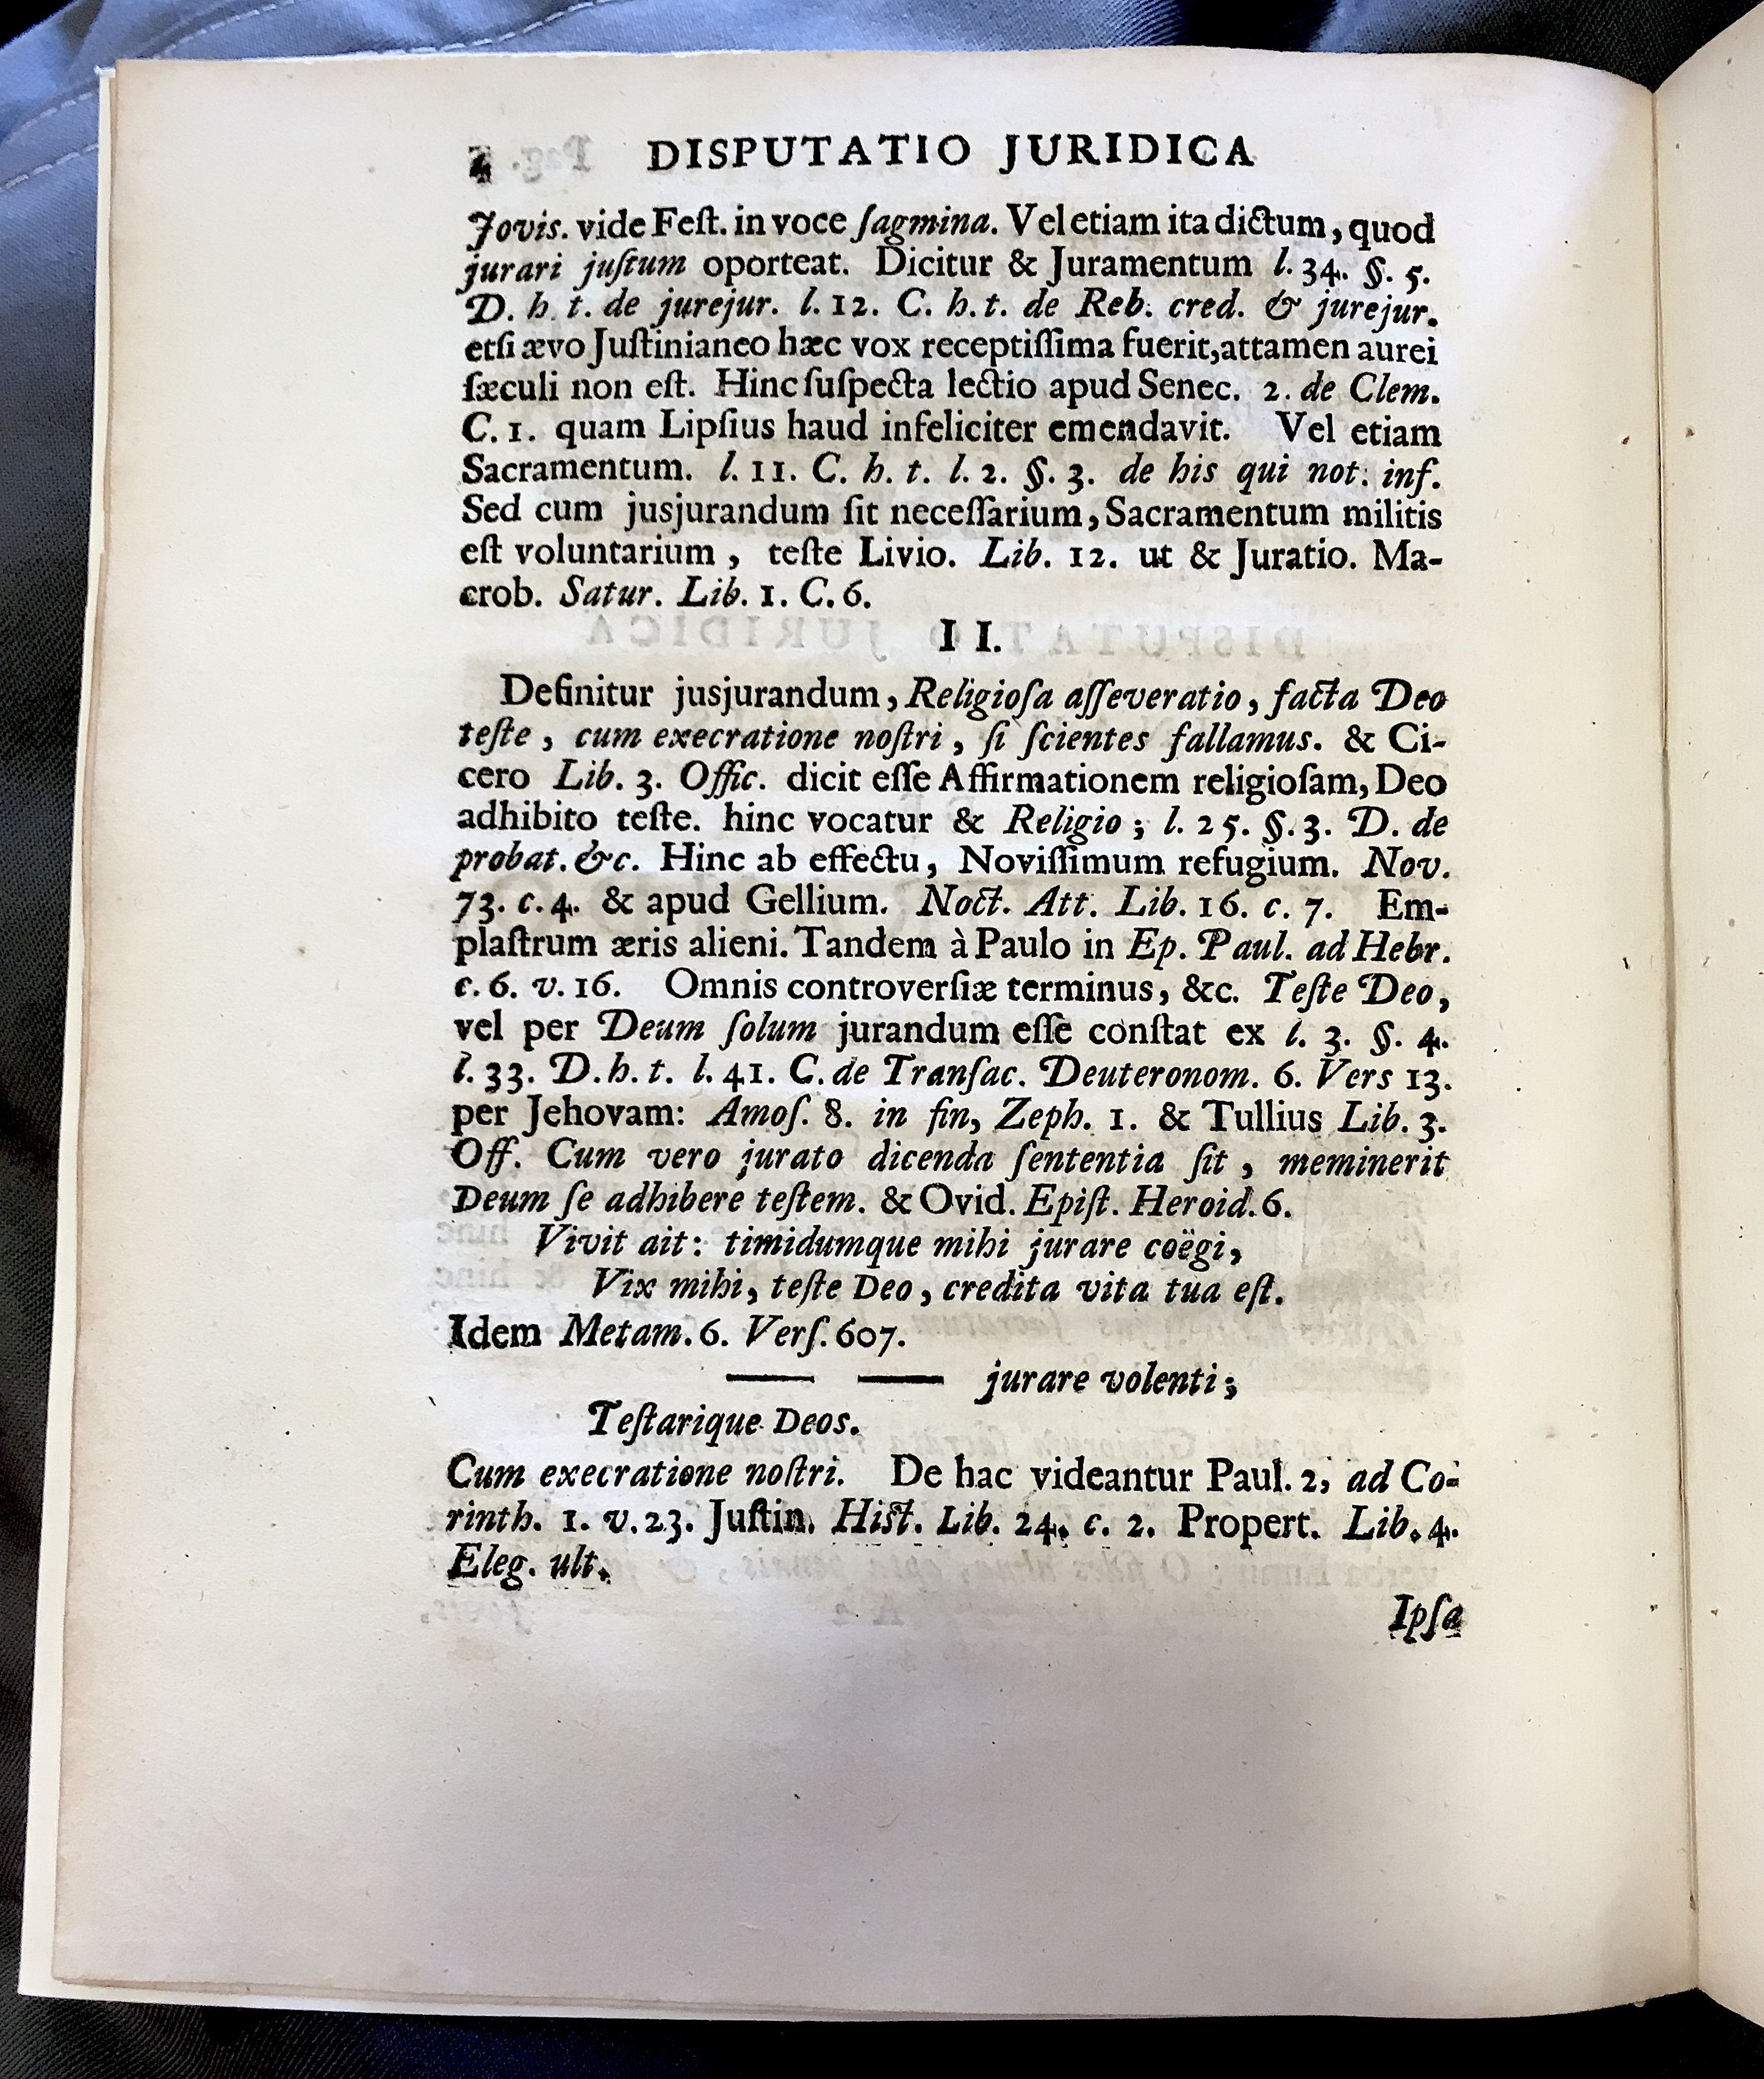 4 DISPUTATIO JURIDICA
Jovis. vide Feſt. in voce ſagmina. Vel etiam ita dictum, quod
jurari juſtum oporteat. Dicitur & Juramentum l. 34. §. 5.
D. h. t. de jurejur. l. 12. C. h. t. de Reb. cred. & jurejur.
etſi ævo Juſtinianeo hæc vox receptiſſima fuerit, attamen aurei
ſæculi non eſt. Hinc ſuſpecta lectio apud Senec. 2. de Clem.
C. 1. quam Lipſius haud infeliciter emendavit. Vel etiam
Sacramentum. l. 11. C. h. t. l. 2. §. 3. de his qui not. inf.
Sed cum jusjurandum ſit neceſſarium, Sacramentum militis
eſt voluntarium, teſte Livio. Lib. 12. ut & Juratio. Ma-
crob. Satur. Lib. 1. C. 6.
II.
Definitur jusjurandum, Religioſa aſſeveratio, facta Deo
teſte, cum execratione noſtri, ſi ſcientes fallamus. & Ci-
cero Lib. 3. Offic. dicit eſſe Affirmationem religioſam, Deo
adhibito teſte. hinc vocatur & Religio; l. 25. §. 3. D. de
probat. &c. Hinc ab effectu, Noviſſimum refugium. Nov.
73. c. 4. & apud Gellium. Noct. Att. Lib. 16. c. 7. Em-
plaſtrum æris alieni. Tandem à Paulo in Ep. Paul. ad Hebr.
c. 6. v. 16. Omnis controverſiæ terminus, &c. Teſte Deo,
vel per Deum ſolum jurandum eſſe conſtat ex l. 3. §. 4.
l. 33. D. h. t. l. 41. C. de Tranſac. Deuteronom. 6. Vers 13.
per Jehovam: Amoſ. 8. in fin, Zeph. 1. & Tullius Lib. 3.
Off. Cum vero jurato dicenda ſententia ſit, meminerit
Deum ſe adhibere teſtem. & Ovid. Epiſt. Heroid. 6.
Vivit ait: timidumque mihi jurare coëgi,
Vix mihi, teſte Deo, credita vita tua eſt.
Idem Metam. 6. Verſ. 607.
— — jurare volenti;
Teſtarique Deos.
Cum execratione noſtri. De hac videantur Paul. 2, ad Co-
rinth. 1. v. 23. Juſtin. Hiſt. Lib. 24. c. 2. Propert. Lib. 4.
Eleg. ult.
Ipſa